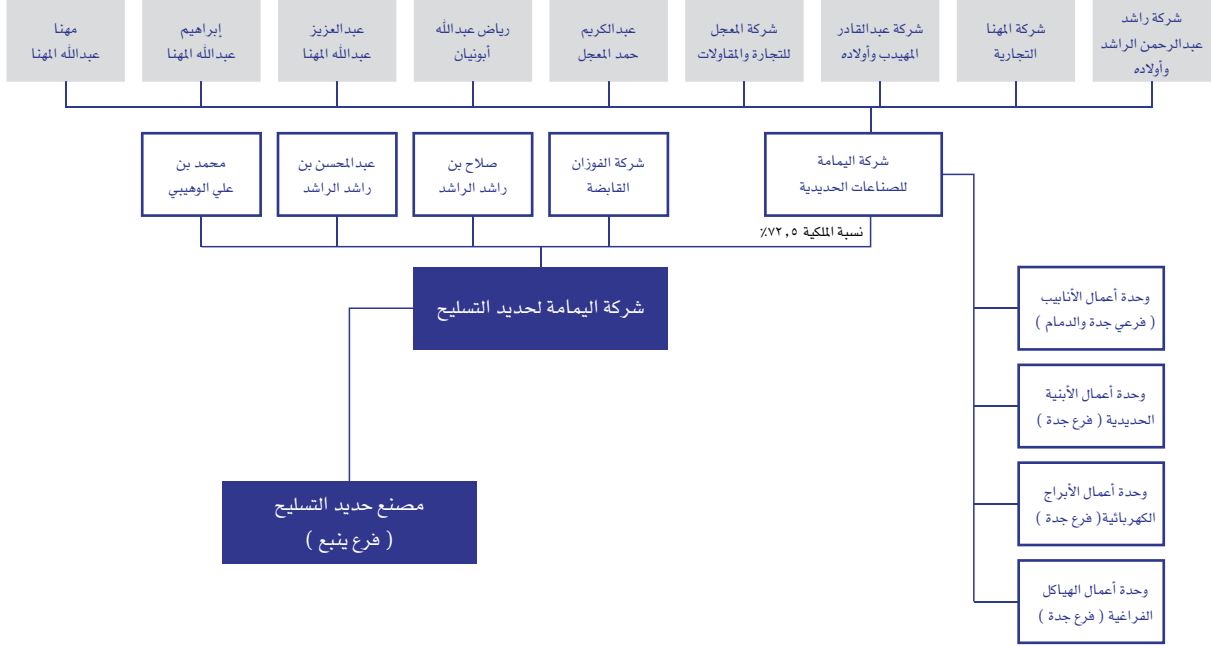 شركة راشد
عبدالرحمن الراشد
وأولاده
شركة المهنا
التجارية
شركة عبدالقادر
المهيدب وأولاده
شركة المعجل
للتجارة والمقاولات
عبدالكريم
حمد المعجل
رياض عبدالله
أبونيان
عبدالعزيز
عبدالله المهنا
إبراهيم
عبدالله المهنا
مهنا
عبدالله المهنا
شركة اليمامة
للصناعات الحديدية
شركة الفوزان
القابضة
صلاح بن
راشد الراشد
عبدالمحسن بن
راشد الراشد
محمد بن
علي الوهيبي
نسبة الملكية ٧٢,٥٪
شركة اليمامة لحديد التسليح
مصنع حديد التسليح
( فرع ينبع )
وحدة أعمال الأنابيب
( فرعي جدة والدمام )
وحدة أعمال الأبنية
الحديدية ( فرع جدة )
وحدة أعمال الأبراج
الكهربائية( فرع جدة )
وحدة أعمال الهياكل
الفراغية ( فرع جدة )